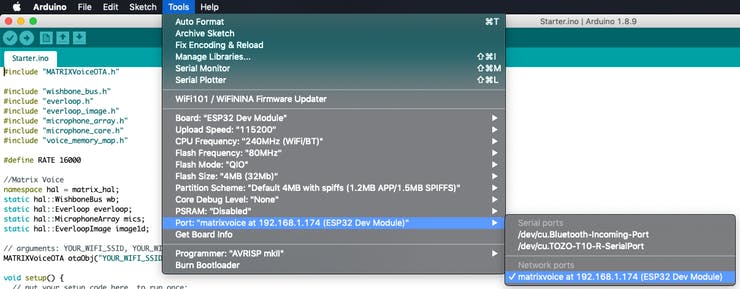 Arduino File Edit Sketch Tools Help
Starter.ino | Arduino 1.8.9
Starter.ino
#include "MATRIXVoiceOTA.h"
#include "wishbone_bus.h"
#include "everloop.h"
#include "everloop_image.h"
#include "microphone_array.h"
#include "microphone_core.h"
#include "voice_memory_map.h"
#define RATE 16000
//Matrix Voice
namespace hal = matrix_hal;
static hal::WishboneBus wb;
static hal::Everloop everloop;
static hal::MicrophoneArray mics;
static hal::EverloopImage image1d;
// arguments: YOUR_WIFI_SSID, YOUR_
MATRIXVoiceOTA otaObj("YOUR_WIFI_SSID
void setup() {
// put your setup code here, to run once:
Auto Format ⌘T
Archive Sketch
Fix Encoding & Reload
Manage Libraries... ⇧⌘I
Serial Monitor ⇧⌘M
Serial Plotter ⇧⌘L
WiFi101 / WiFiNINA Firmware Updater
Board: "ESP32 Dev Module"
Upload Speed: "115200"
CPU Frequency: "240MHz (WiFi/BT)"
Flash Frequency: "80MHz"
Flash Mode: "QIO"
Flash Size: "4MB (32Mb)"
Partition Scheme: "Default 4MB with spiffs (1.2MB APP/1.5MB SPIFFS)"
Core Debug Level: "None"
PSRAM: "Disabled"
Port: "matrixvoice at 192.168.1.174 (ESP32 Dev Module)"
Get Board Info
Programmer: "AVRISP mkII"
Burn Bootloader
Serial ports
/dev/cu.Bluetooth-Incoming-Port
/dev/cu.TOZO-T10-R-SerialPort
Network ports
✓ matrixvoice at 192.168.1.174 (ESP32 Dev Module)